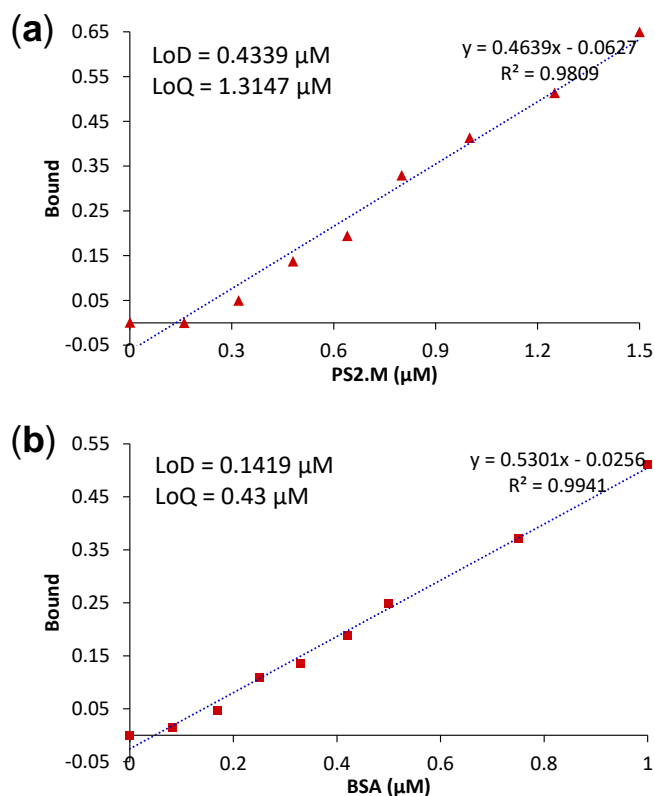 (a)
0.65
0.55
0.45
0.35
0.25
0.15
0.05
-0.05
Bound
LoD = 0.4339 µM
LoQ = 1.3147 µM
y = 0.4639x - 0.0627
R² = 0.9809
0 0.3 0.6 0.9 1.2 1.5
PS2.M (µM)
(b)
0.55
0.45
0.35
0.25
0.15
0.05
-0.05
Bound
LoD = 0.1419 µM
LoQ = 0.43 µM
y = 0.5301x - 0.0256
R² = 0.9941
0 0.2 0.4 0.6 0.8 1
BSA (µM)